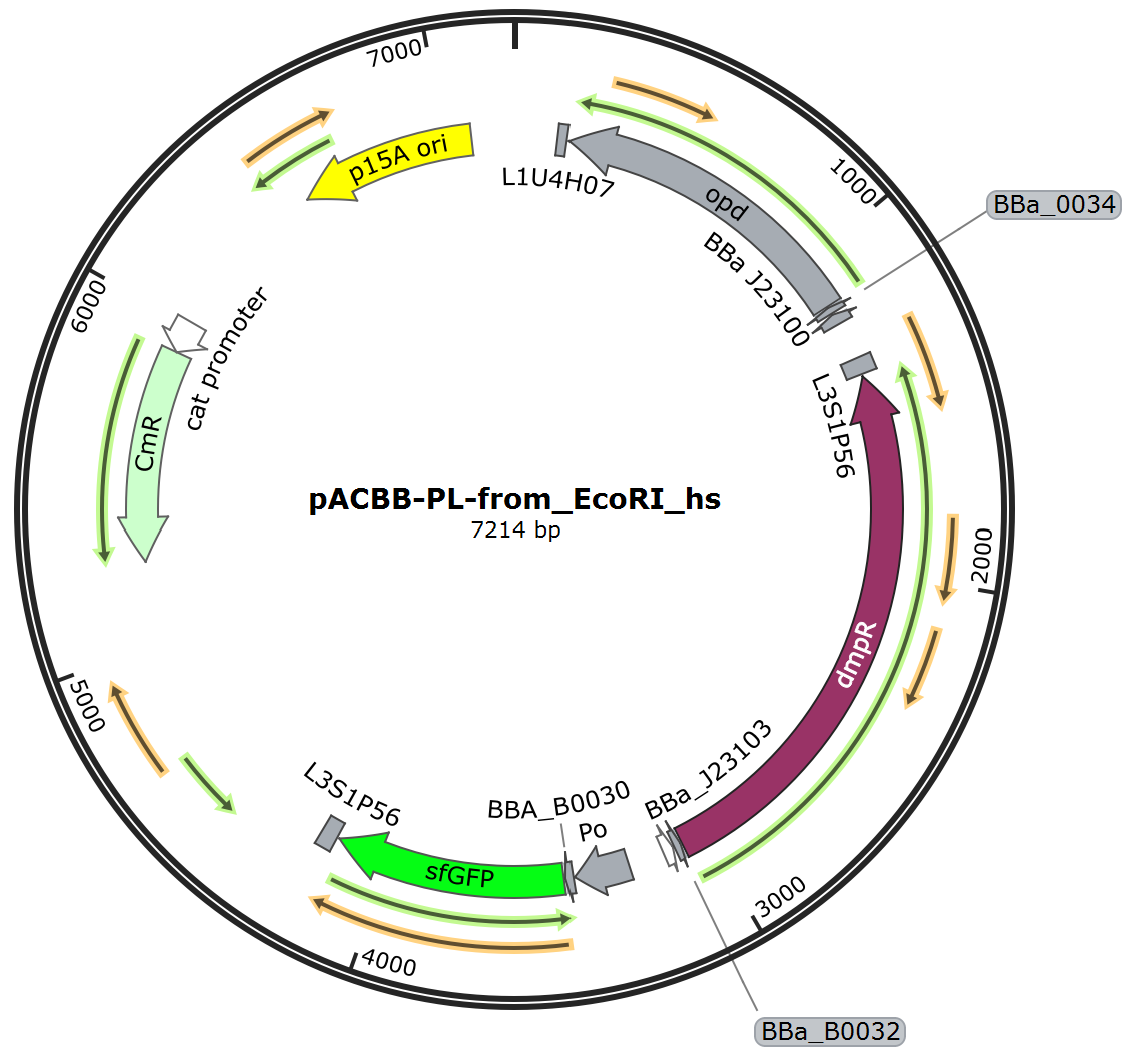 7000
p15A ori
L1U4H07
opd
1000
BBa_0034
BBa J23100
6000
cat promoter
L3S1P56
CmR
pACBB-PL-from_EcoRI_hs
7214 bp
2000
dmpR
5000
L3S1P56
BBA_B0030
BBa_J23103
Po
sfGFP
3000
4000
BBa_B0032